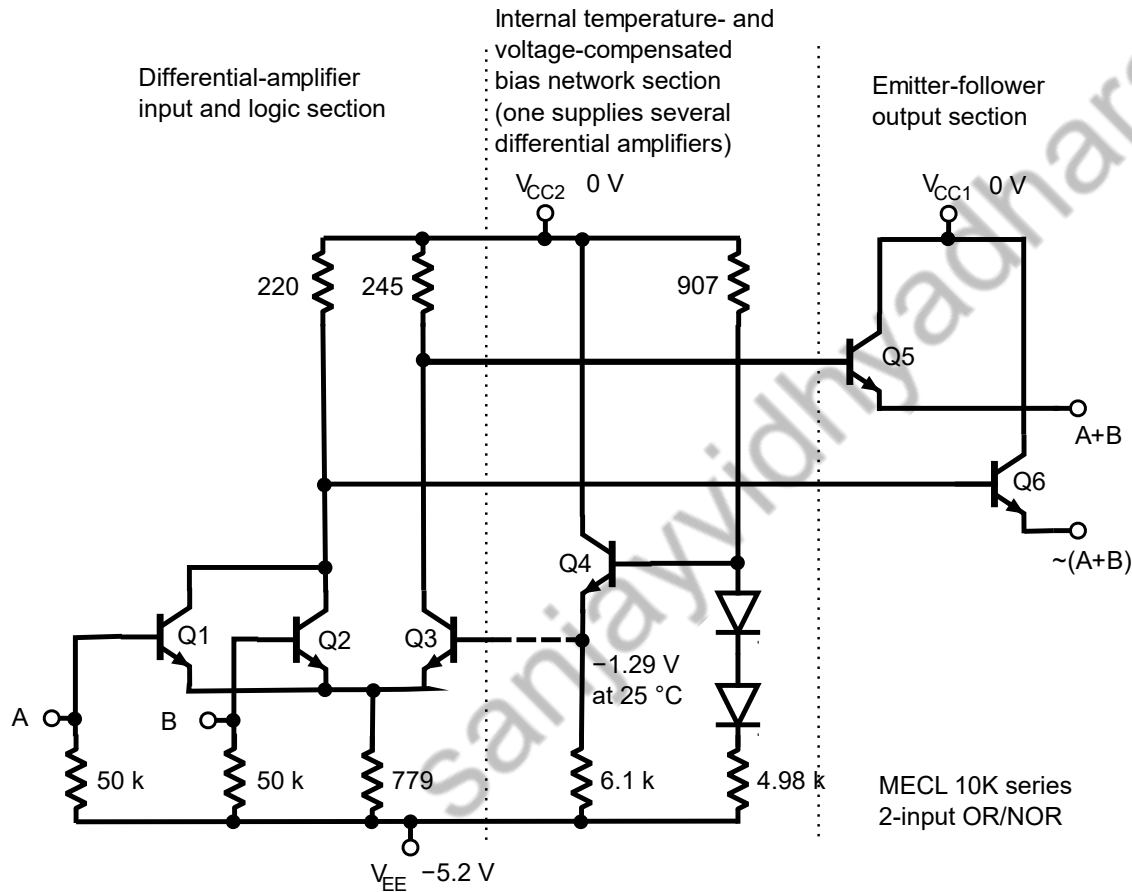 Internal temperature- and
voltage-compensated
bias network section
(one supplies several
differential amplifiers)
Differential-amplifier
input and logic section
Emitter-follower
output section
VCC2 0 V
VCC1 0 V
220
245
907
Q5
A+B
Q6
~(A+B)
Q4
Q1
Q2
Q3
−1.29 V
at 25 °C
A
B
50 k
50 k
779
6.1 k
4.98 k
MECL 10K series
2-input OR/NOR
VEE −5.2 V